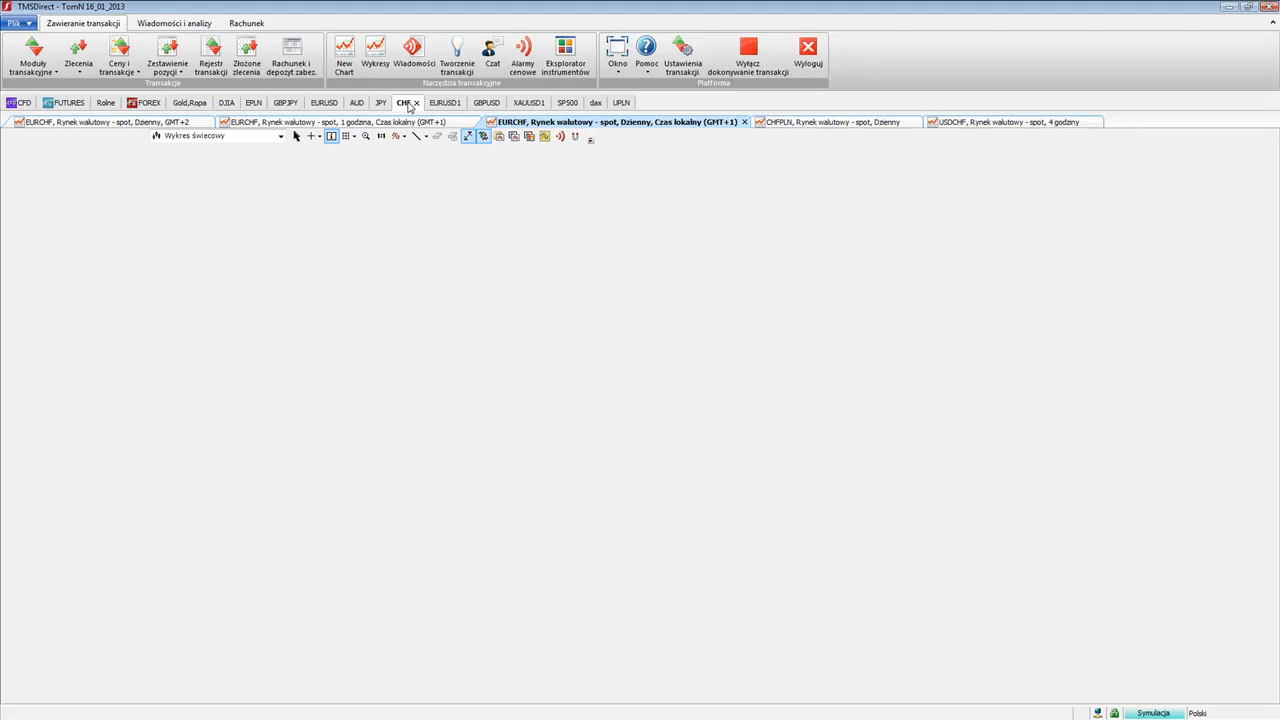 TMSDirect - TomN 16_01_2013
Plik Zawieranie transakcji Wiadomości i analizy Rachunek
Moduły transakcyjne
Zlecenia
Ceny i transakcje
Zestawienie pozycji
Rejestr transakcji
Złożone zlecenia
Rachunek i depozyt zabez.
New Chart
Wykresy
Wiadomości
Tworzenie transakcji
Czat
Alarmy cenowe
Eksplorator instrumentów
Okno
Pomoc
Ustawienia transakcji
Wyłącz dokonywanie transakcji
Wyloguj
Transakcje Narzędzia transakcyjne Platforma
CFD FUTURES Rolne FX FOREX Gold,Ropa DJIA EPLN GBPJPY EURUSD AUD JPY CHF EURUSD1 GBPUSD XAUUSD1 SP500 dax UPLN
EURCHF, Rynek walutowy - spot, Dzienny, GMT+2 EURCHF, Rynek walutowy - spot, 1 godzina, Czas lokalny (GMT+1) EURCHF, Rynek walutowy - spot, Dzienny, Czas lokalny (GMT+1) CHFPLN, Rynek walutowy - spot, Dzienny USDCHF, Rynek walutowy - spot, 4 godziny
Wykres świecowy
Symulacja Polski